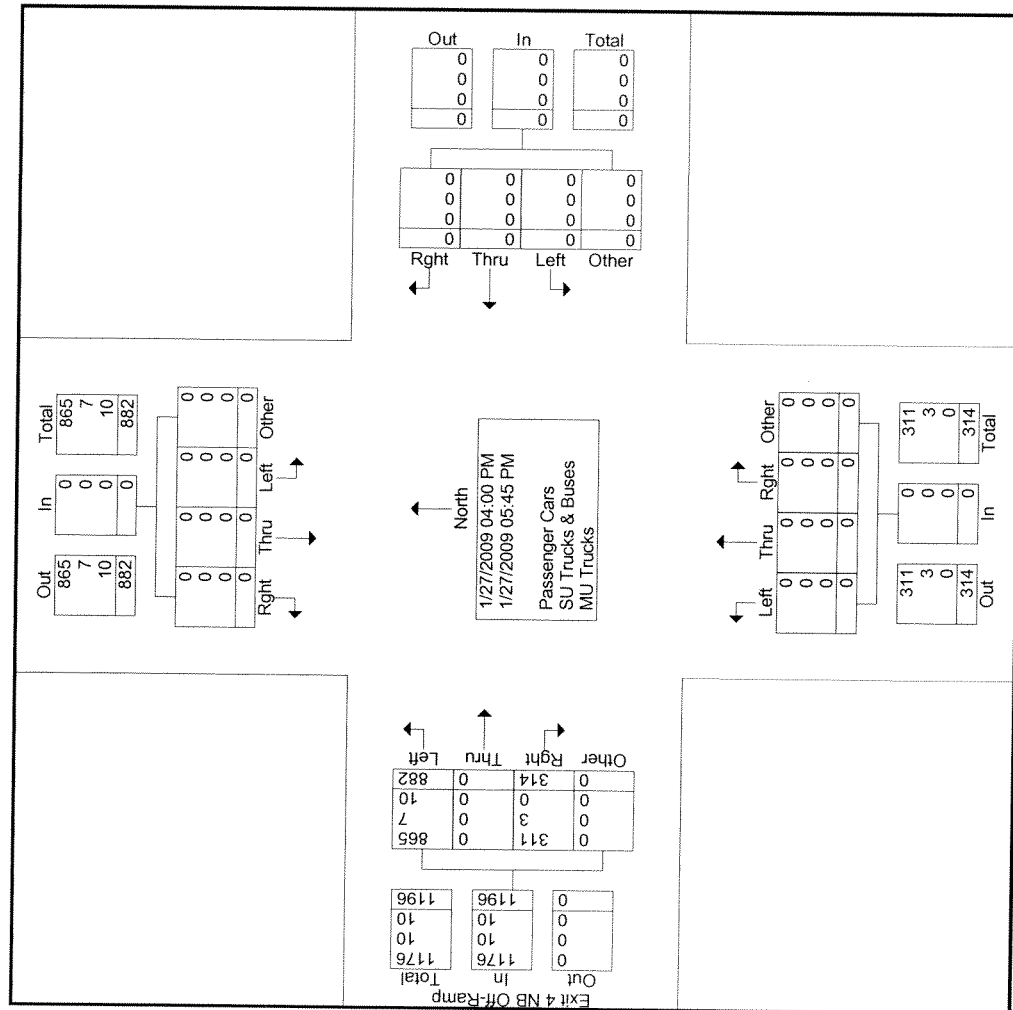 Out In Total
0 0 0
0 0 0
0 0 0
0 0 0
0 0 0 0
0 0 0 0
0 0 0 0
0 0 0 0
Rght Thru Left Other
Out In Total
865 0 865
7 0 7
10 0 10
882 0 882
0 0 0 0
0 0 0 0
0 0 0 0
0 0 0 0
Rght Thru Left Other
North
1/27/2009 04:00 PM
1/27/2009 05:45 PM
Passenger Cars
SU Trucks & Buses
MU Trucks
Left Thru Rght Other
0 0 0 0
0 0 0 0
0 0 0 0
0 0 0 0
311 0 311
3 0 3
0 0 0
314 0 314
Out In Total
Left Thru Rght Other
882 0 314 0
10 0 0 0
7 0 3 0
865 0 311 0
1196 1196 0
10 10 0
10 10 0
1176 1176 0
Total In Out
Exit 4 NB Off-Ramp